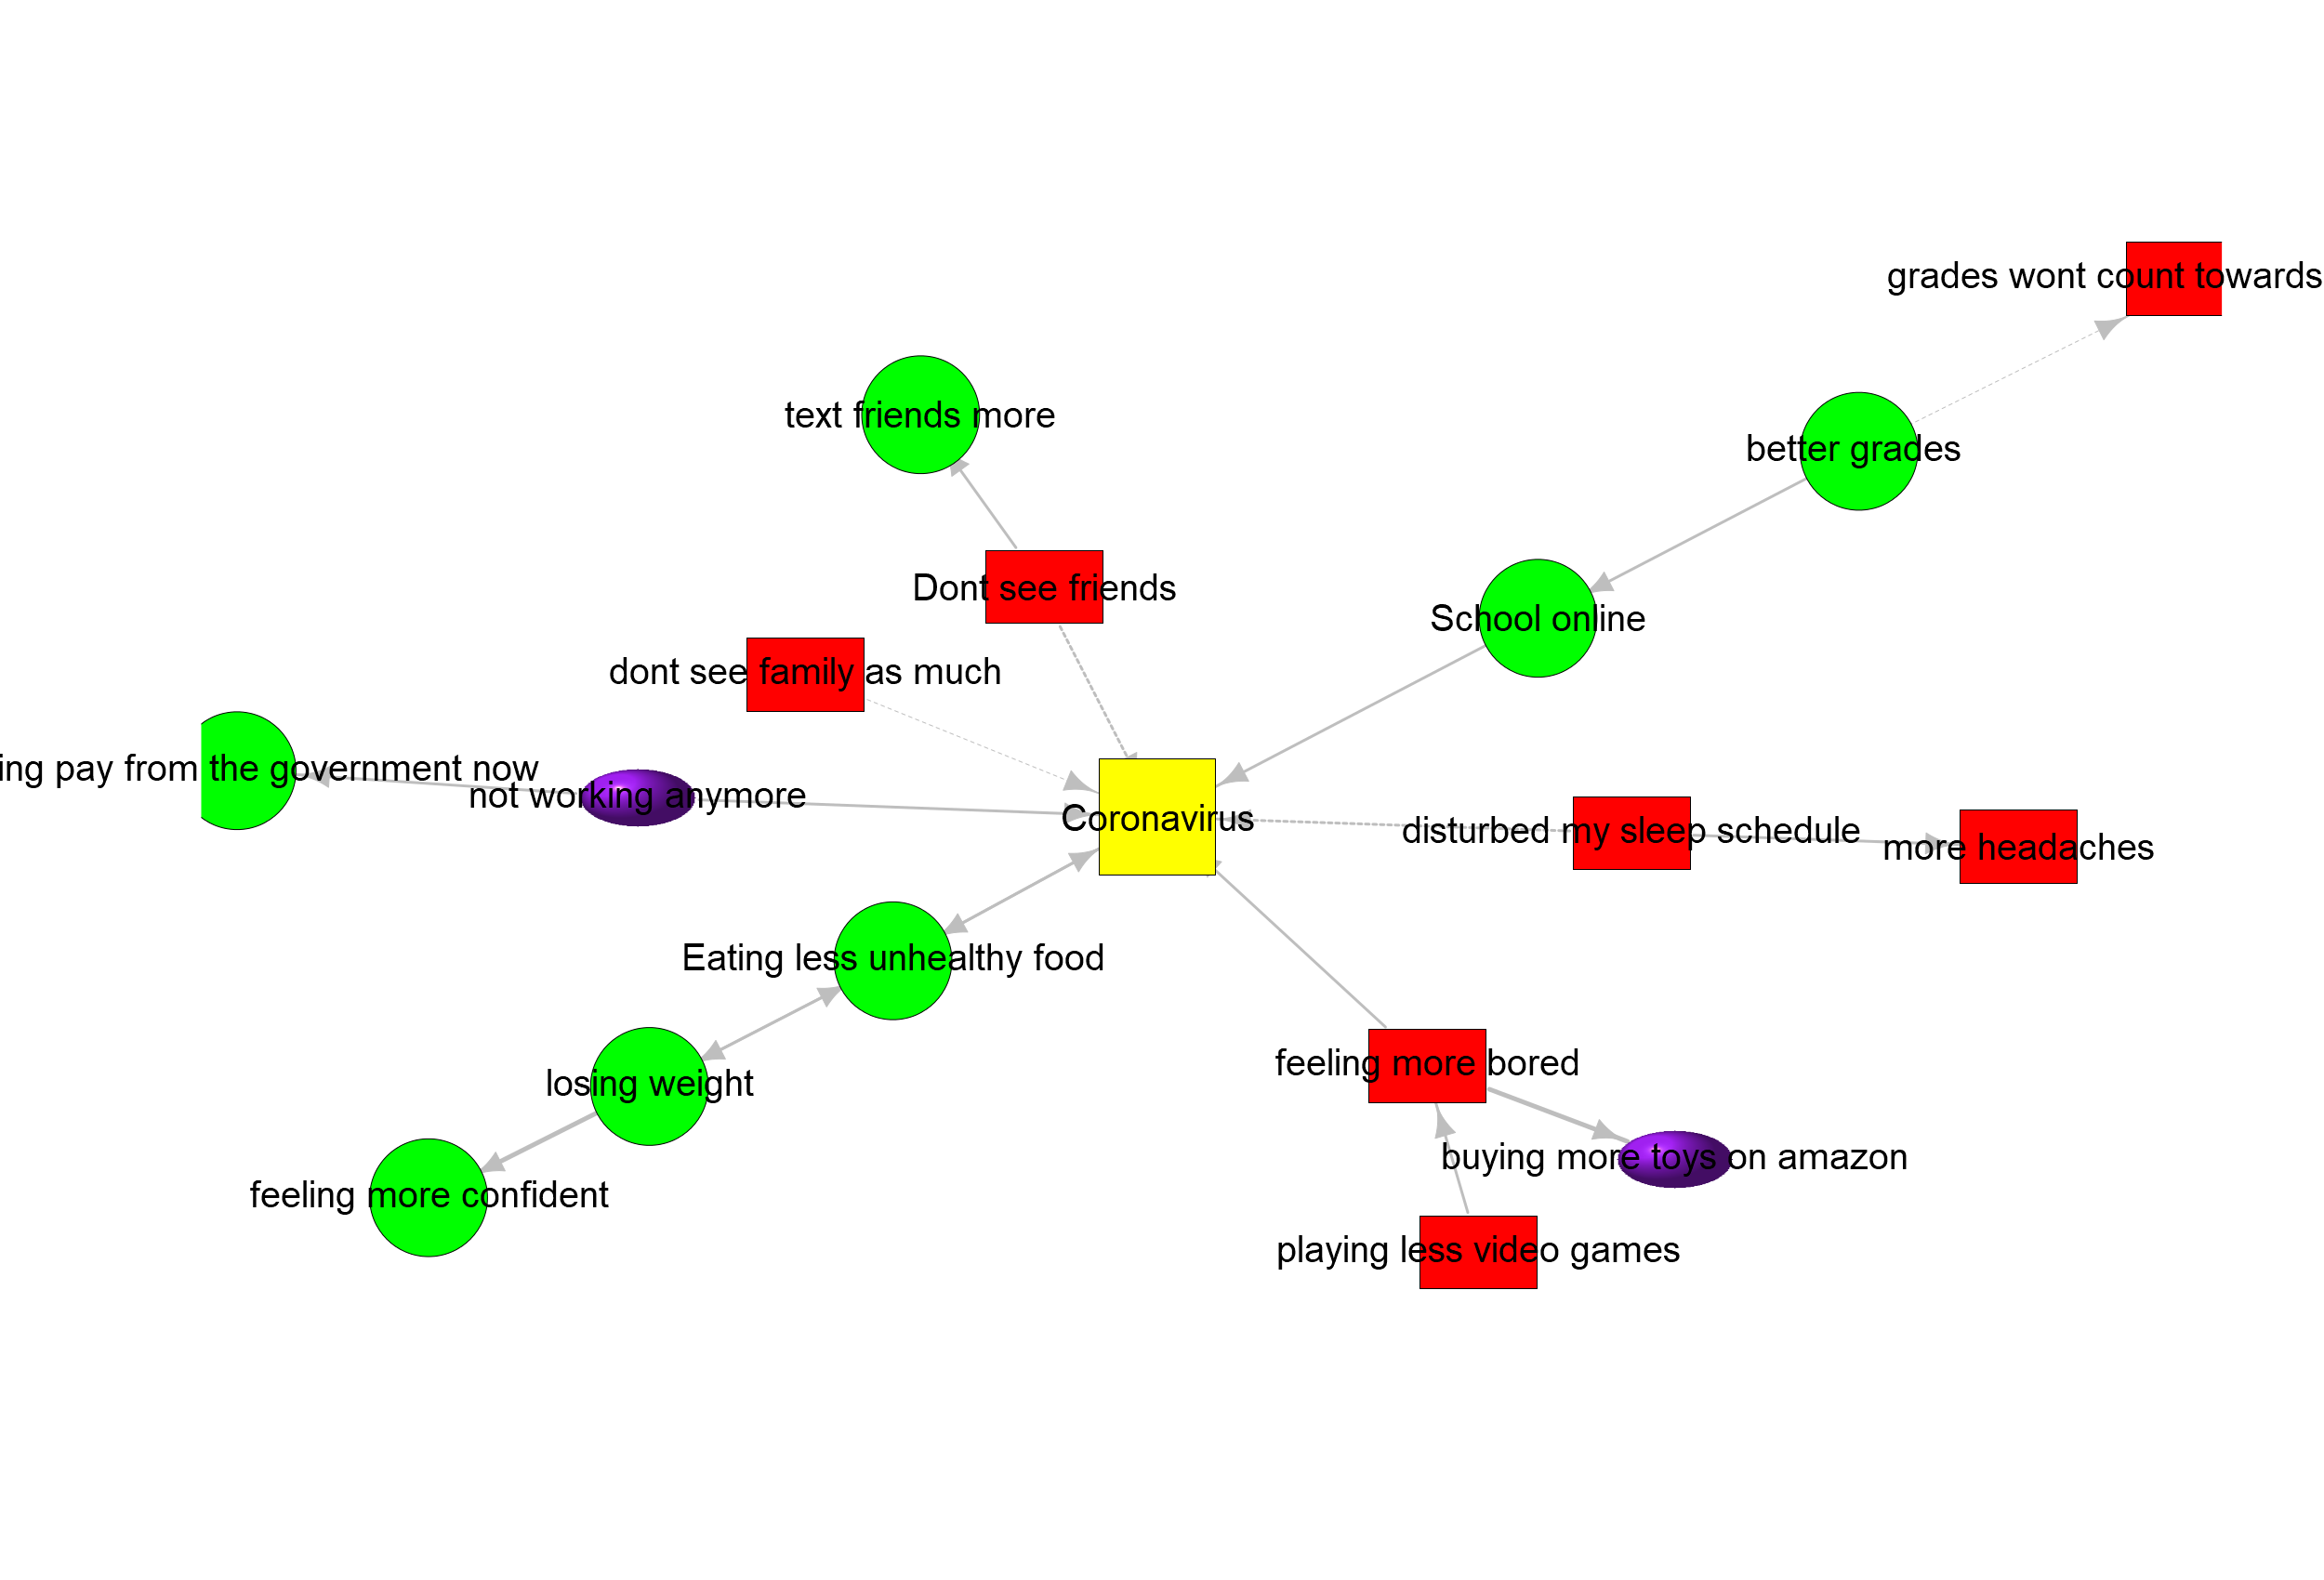 grades wont count towards
text friends more
better grades
Dont see friends
School online
dont see family as much
pay from the government now
not working anymore
Coronavirus
disturbed my sleep schedule
more headaches
Eating less unhealthy food
feeling more bored
losing weight
buying more toys on amazon
feeling more confident
playing less video games